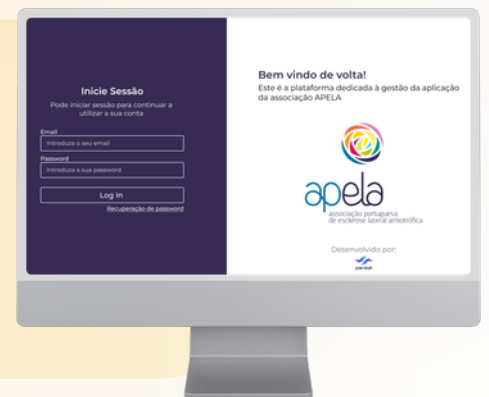 Inicie Sessão
Pode iniciar sessão para continuar a
utilizar a sua conta
Email
Introduza o seu email
Password
Introduza a sua password
Log In
Recuperação de password
Bem vindo de volta!
Este é a plataforma dedicada à gestão da aplicação
da associação APELA
apela
associação portuguesa
de esclerose lateral amiotrófica
Desenvolvido por: